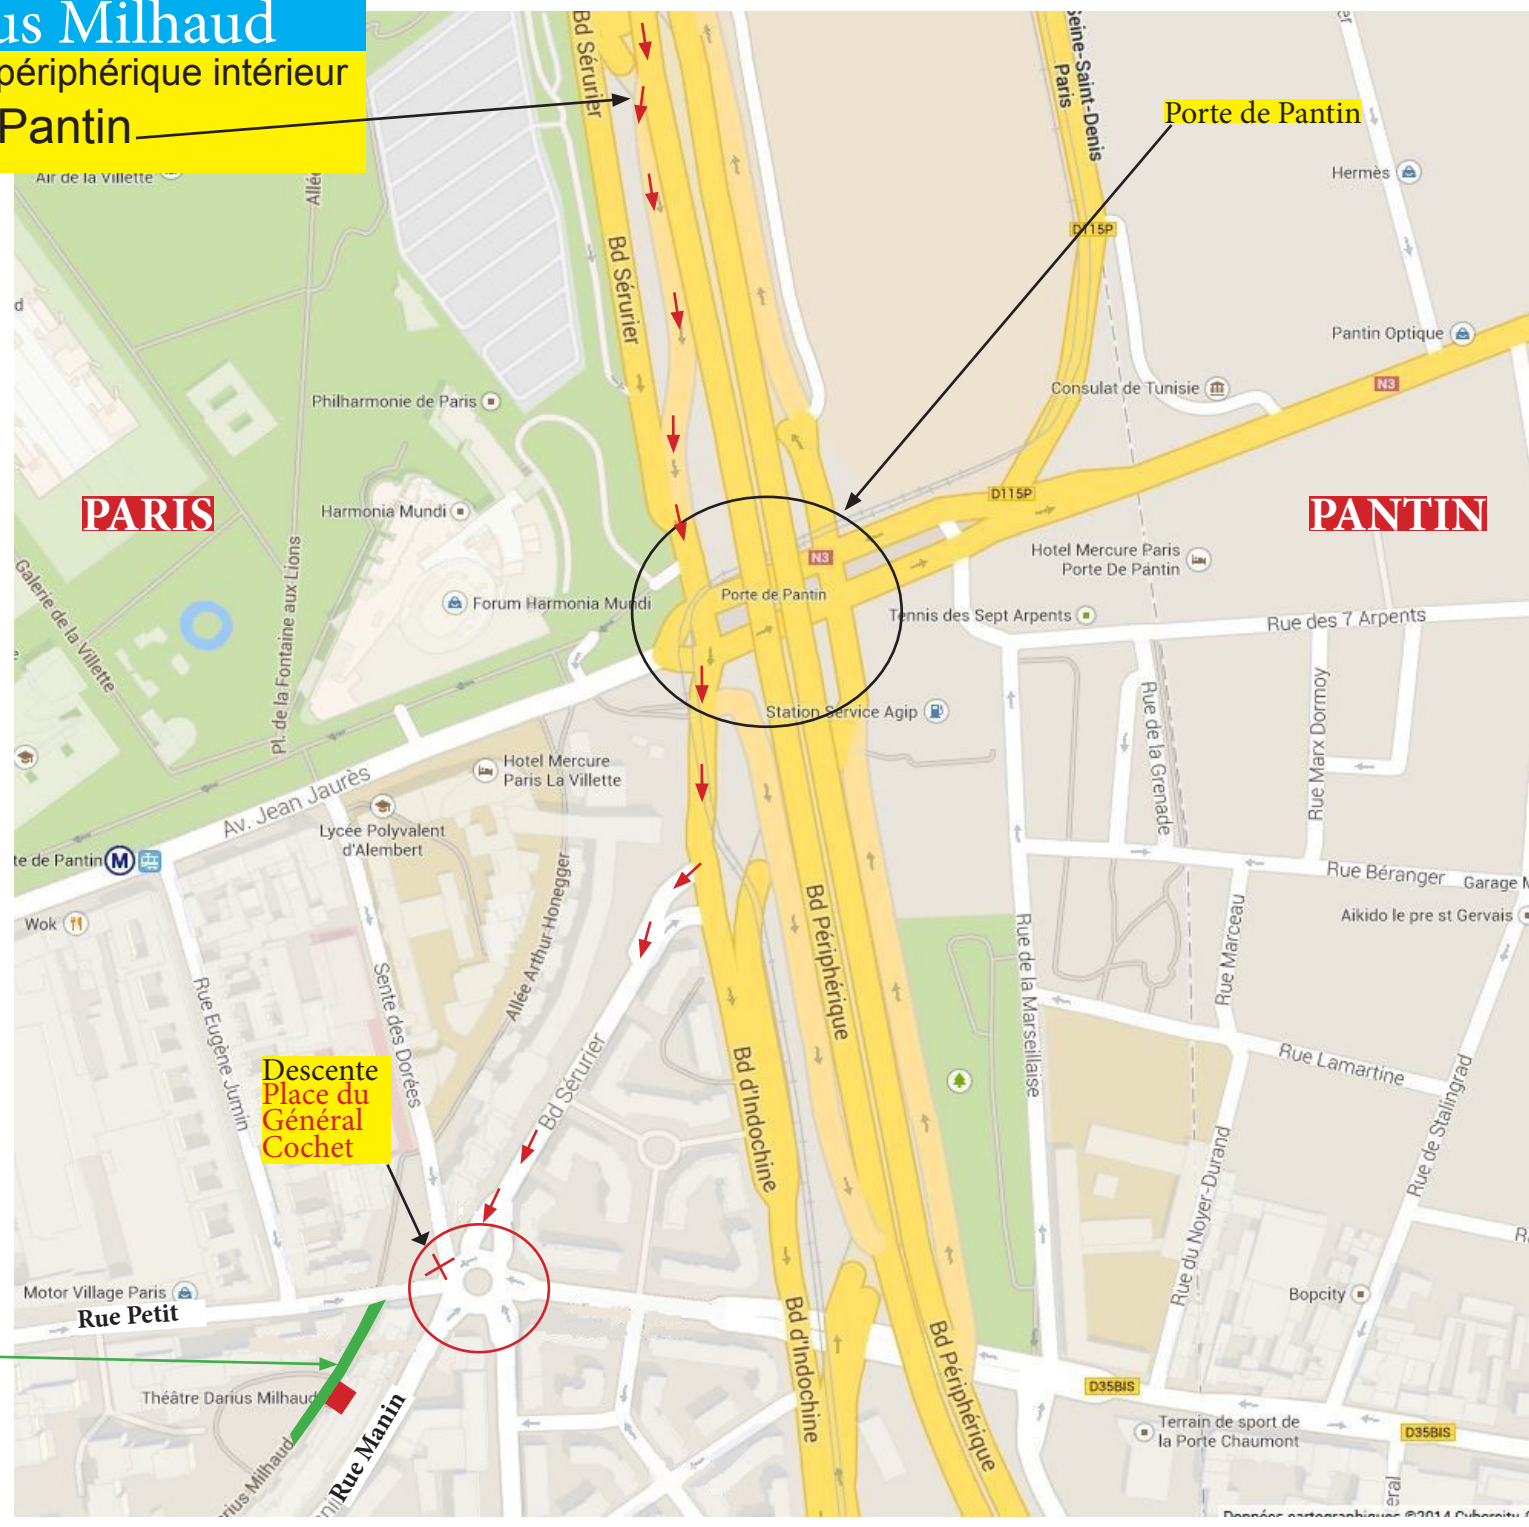 us Milhaud
périphérique intérieur
Pantin
Air de la Villette
Allée
Bd Sérurier
Seine-Saint-Denis
Paris
Porte de Pantin
Hermès
D115P
Bd Sérurier
Pantin Optique
Philharmonie de Paris
Consulat de Tunisie
N3
D115P
PARIS
Harmonia Mundi
PANTIN
N3
Hotel Mercure Paris
Porte De Pantin
Galerie de la Villette
Pl. de la Fontaine aux Lions
Forum Harmonia Mundi
Porte de Pantin
Tennis des Sept Arpents
Rue des 7 Arpents
Station Service Agip
Rue de la Grenade
Rue Marx Dormoy
Hotel Mercure
Paris La Villette
Av. Jean Jaurès
Lycée Polyvalent
d'Alembert
te de Pantin
M
Allée Arthur Honegger
Rue Béranger
Garage
Wok
Aikido le pre st Gervais
Bd Périphérique
Rue de la Marseillaise
Rue Marceau
Rue Eugène Jumin
Sente des Dorées
Bd Sérurier
Bd d'Indochine
Rue Lamartine
Rue de Stalingrad
Descente
Place du
Général
Cochet
Rue du Noyer-Durand
Motor Village Paris
Rue Petit
Bopcity
Bd d'Indochine
Bd Périphérique
D35BIS
Théâtre Darius Milhaud
Rue Manin
arius Milhaud
Terrain de sport de
la Porte Chaumont
D35BIS
éral
Données cartographiques ©2014 Cybercity,